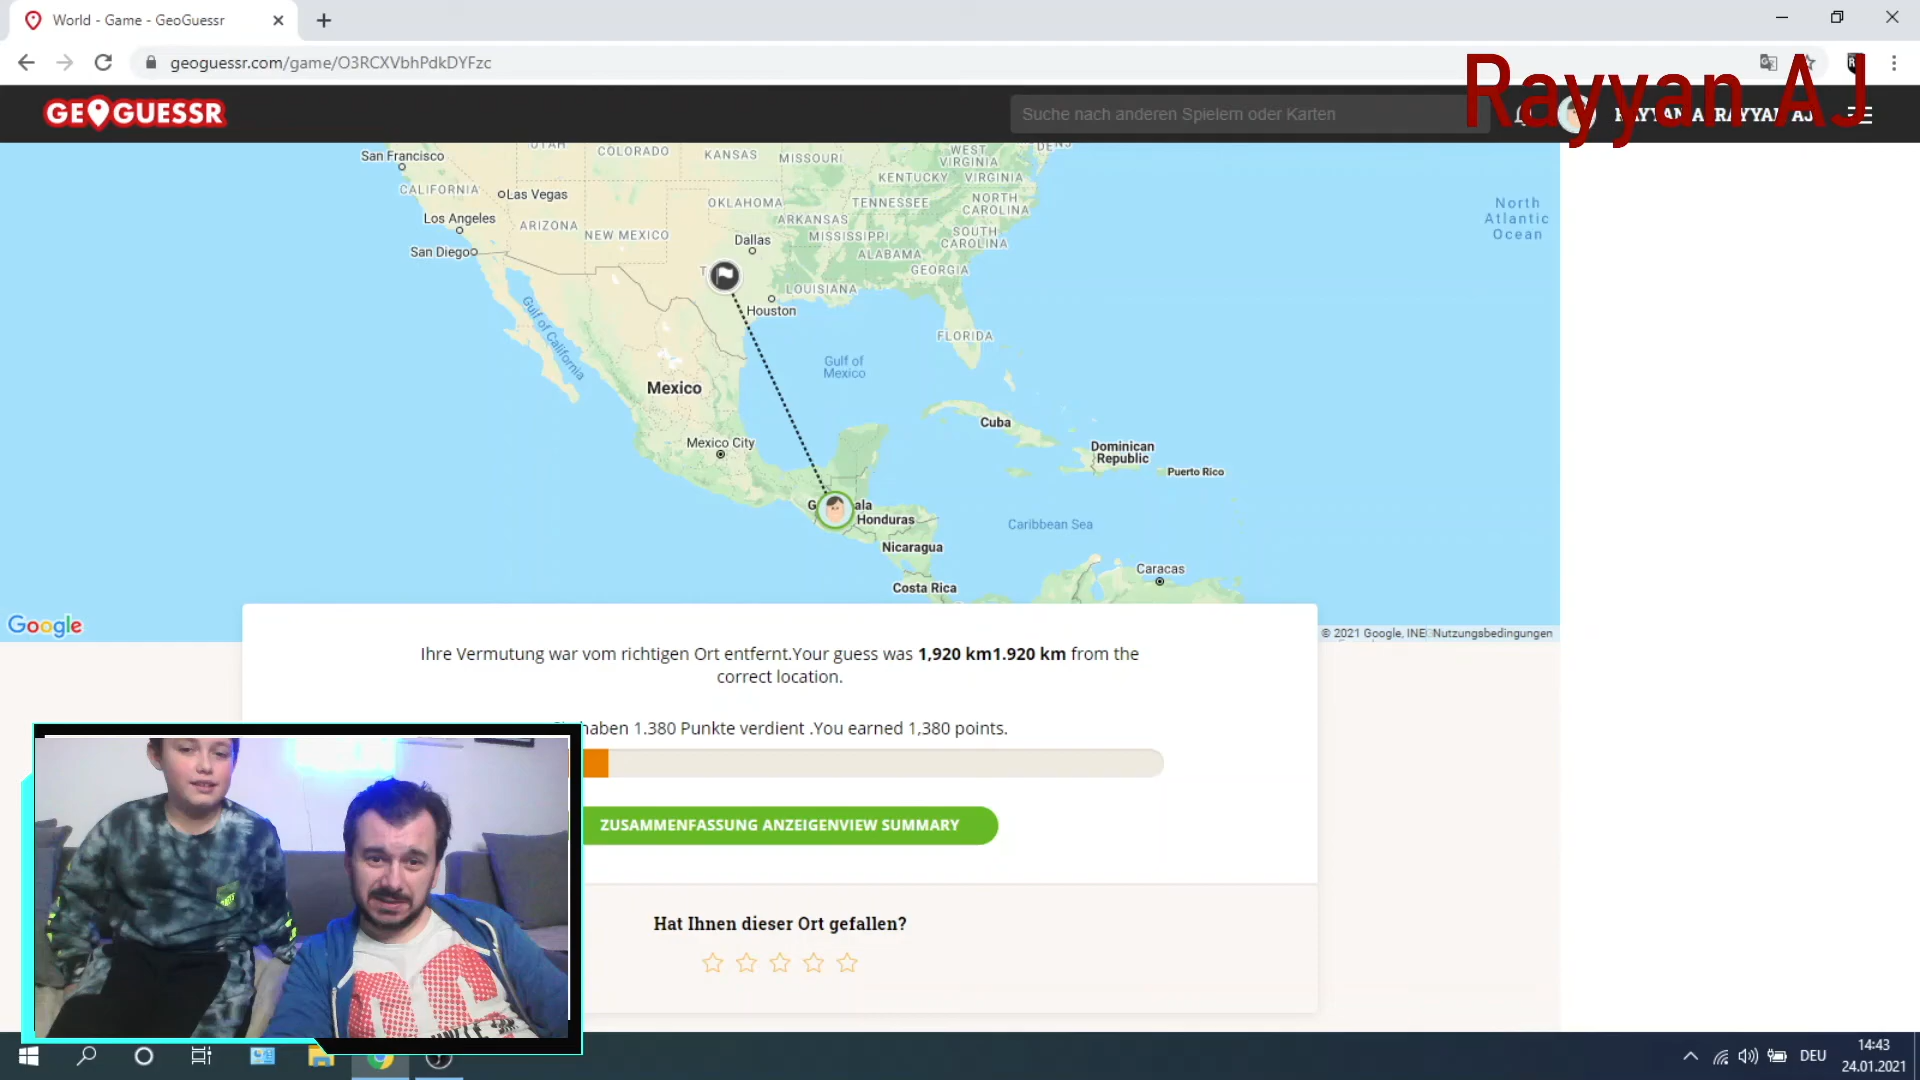 World - Game - GeoGuessr
geoguessr.com/game/O3RCXVbhPdkDYFzc
Rayyan AJ
GEOGUESSR
Suche nach anderen Spielern oder Karten
UTAH
COLORADO
KANSAS
MISSOURI
WEST VIRGINIA
San Francisco
CALIFORNIA
Las Vegas
KENTUCKY
VIRGINIA
OKLAHOMA
TENNESSEE
NORTH CAROLINA
North Atlantic Ocean
Los Angeles
ARIZONA
NEW MEXICO
ARKANSAS
Dallas
MISSISSIPPI
SOUTH CAROLINA
San Diego
ALABAMA
GEORGIA
LOUISIANA
Houston
Gulf of California
FLORIDA
Gulf of Mexico
Mexico
Mexico City
Cuba
Dominican Republic
Puerto Rico
Honduras
Caribbean Sea
Nicaragua
Caracas
Costa Rica
Google
© 2021 Google, INEGI Nutzungsbedingungen
Ihre Vermutung war vom richtigen Ort entfernt.Your guess was 1,920 km1.920 km from the
correct location.
haben 1.380 Punkte verdient .You earned 1,380 points.
ZUSAMMENFASSUNG ANZEIGENVIEW SUMMARY
Hat Ihnen dieser Ort gefallen?
DEU
14:43
24.01.2021